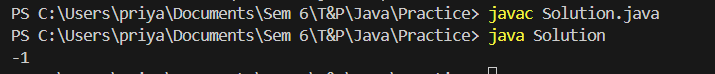 PS C:\Users\priya\Documents\Sem 6\T&P\Java\Practice> javac Solution.java
PS C:\Users\priya\Documents\Sem 6\T&P\Java\Practice> java Solution
-1